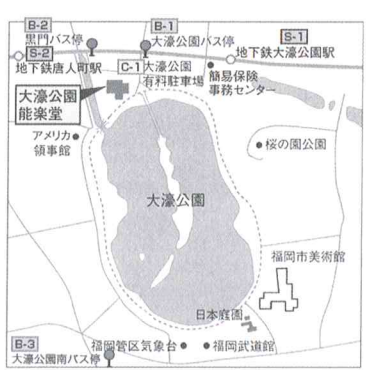 B-2
黒門バス停
B-1
大濠公園バス停
S-1
地下鉄大濠公園駅
S-2
地下鉄唐人町駅
C-1 大濠公園
有料駐車場
簡易保険
事務センター
大濠公園
能楽堂
アメリカ
領事館
桜の園公園
大濠公園
福岡市美術館
日本庭園
B-3
大濠公園南バス停
福岡管区気象台
福岡武道館